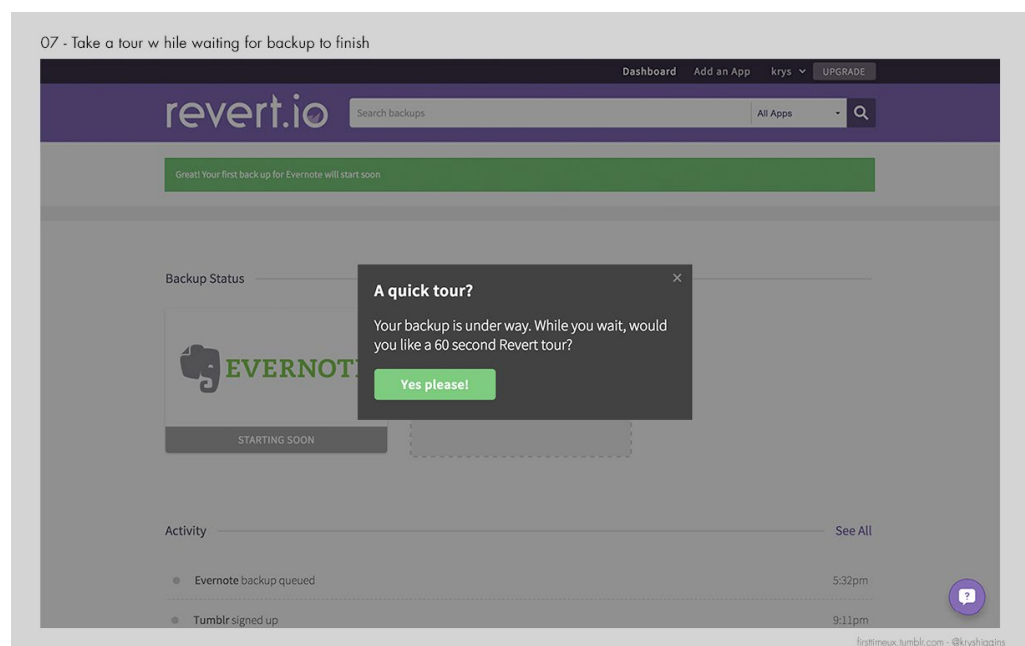 07 - Take a tour w hile waiting for backup to finish
Dashboard Add an App krys UPGRADE
revert.io Search backups All Apps
Great! Your first back up for Evernote will start soon
Backup Status
A quick tour?
Your backup is under way. While you wait, would
you like a 60 second Revert tour?
Yes please!
EVERNOT
STARTING SOON
Activity See All
Evernote backup queued 5:32pm
Tumblr signed up 9:11pm
firsttimeux.tumblr.com - @kryshiggins